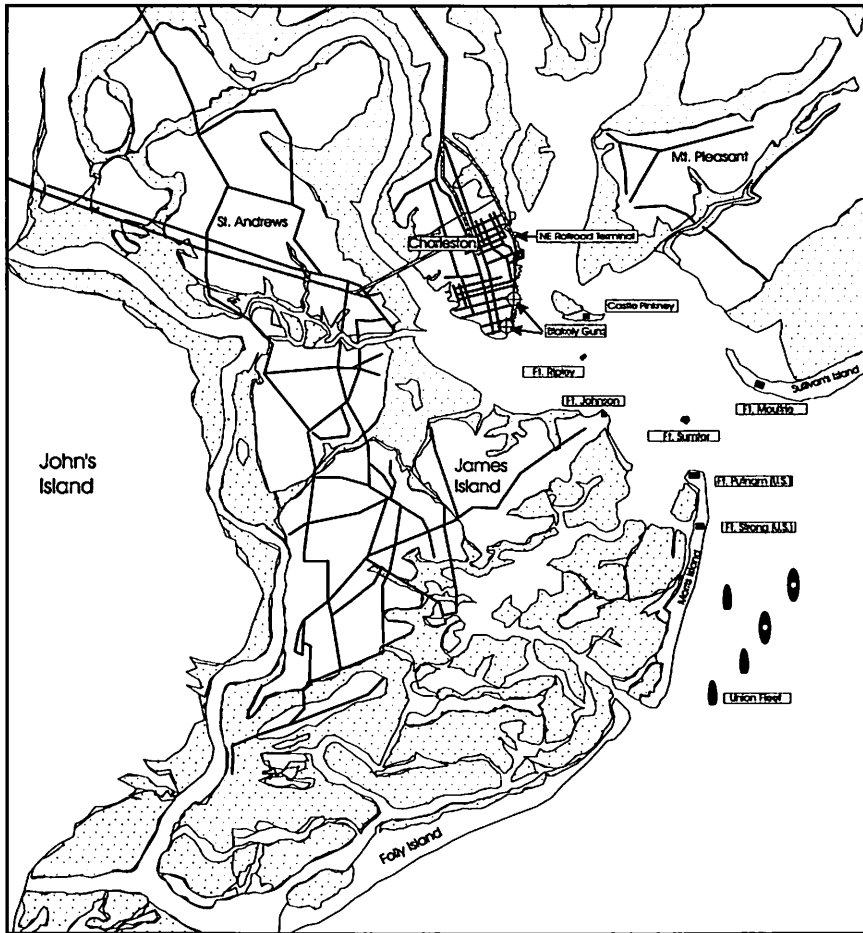 Mt. Pleasant
St. Andrews
NE Railroad Terminal
Charleston
Castle Pinkney
Blakely Guns
Ft. Ripley
Sullivan's Island
Ft. Johnson
Ft. Moultrie
Ft. Sumter
John's
Island
James
Island
Ft. Putnam (U.S.)
Ft. Strong (U.S.)
Morris Island
Union Fleet
Folly Island